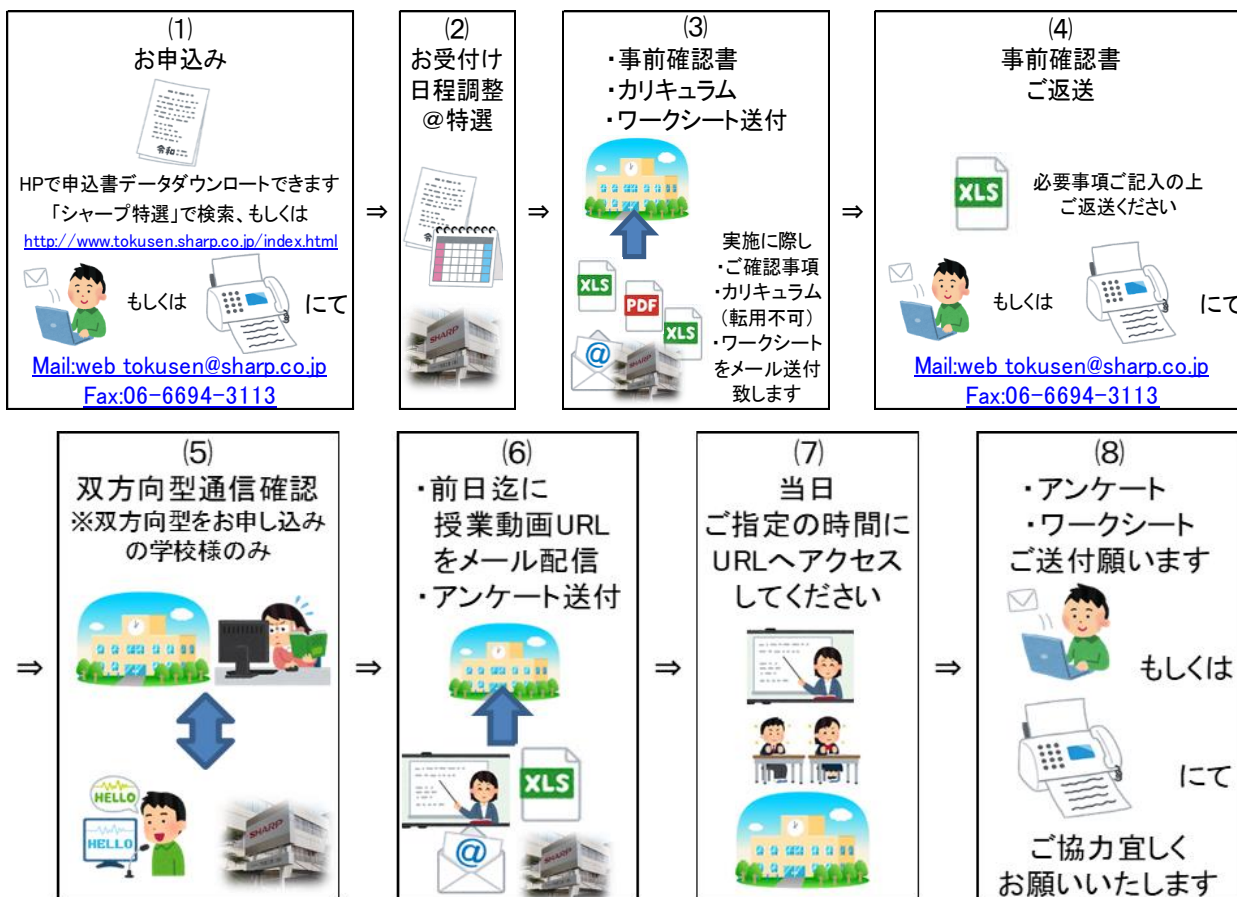 (1)
お申込み
令和
HPで申込書データダウンロートできます
「シャープ特選」で検索、もしくは
http://www.tokusen.sharp.co.jp/index.html
もしくは
にて
Mail:web tokusen@sharp.co.jp
Fax:06-6694-3113
⇒
(2)
お受付け
日程調整
@特選
SHARP
⇒
(3)
・事前確認書
・カリキュラム
・ワークシート送付
XLS
PDF
XLS
@
SHARP
実施に際し
・ご確認事項
・カリキュラム
(転用不可)
・ワークシート
をメール送付
致します
⇒
(4)
事前確認書
ご返送
XLS
必要事項ご記入の上
ご返送ください
もしくは
にて
Mail:web tokusen@sharp.co.jp
Fax:06-6694-3113
⇒
(5)
双方向型通信確認
※双方向型をお申し込み
の学校様のみ
HELLO
HELLO
SHARP
⇒
(6)
・前日迄に
授業動画URL
をメール配信
・アンケート送付
XLS
@
SHARP
⇒
(7)
当日
ご指定の時間に
URLへアクセス
してください
⇒
(8)
・アンケート
・ワークシート
ご送付願います
もしくは
にて
ご協力宜しく
お願いいたします